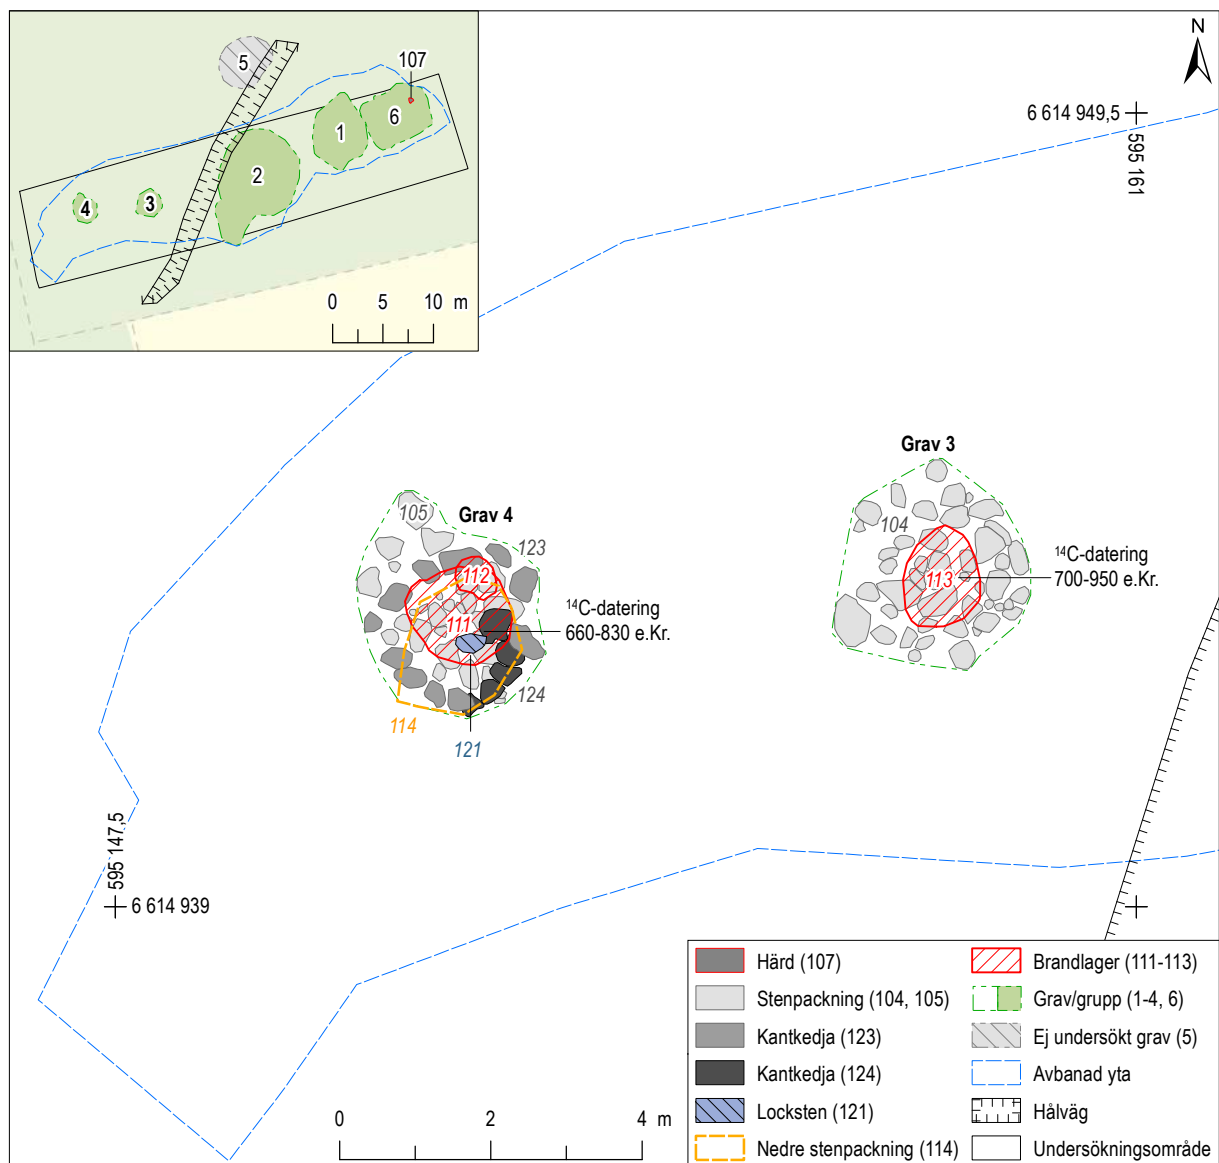 5
107
1
6
2
4
3
0 5 10 m
N
6 614 949,5
595 161
Grav 3
104
113
14C-datering
700-950 e.Kr.
105
Grav 4
123
112
111
14C-datering
660-830 e.Kr.
124
114
121
595 147,5
6 614 939
Härd (107)
Stenpackning (104, 105)
Kantkedja (123)
Kantkedja (124)
Locksten (121)
Nedre stenpackning (114)
Brandlager (111-113)
Grav/grupp (1-4, 6)
Ej undersökt grav (5)
Avbanad yta
Hålväg
Undersökningsområde
0 2 4 m